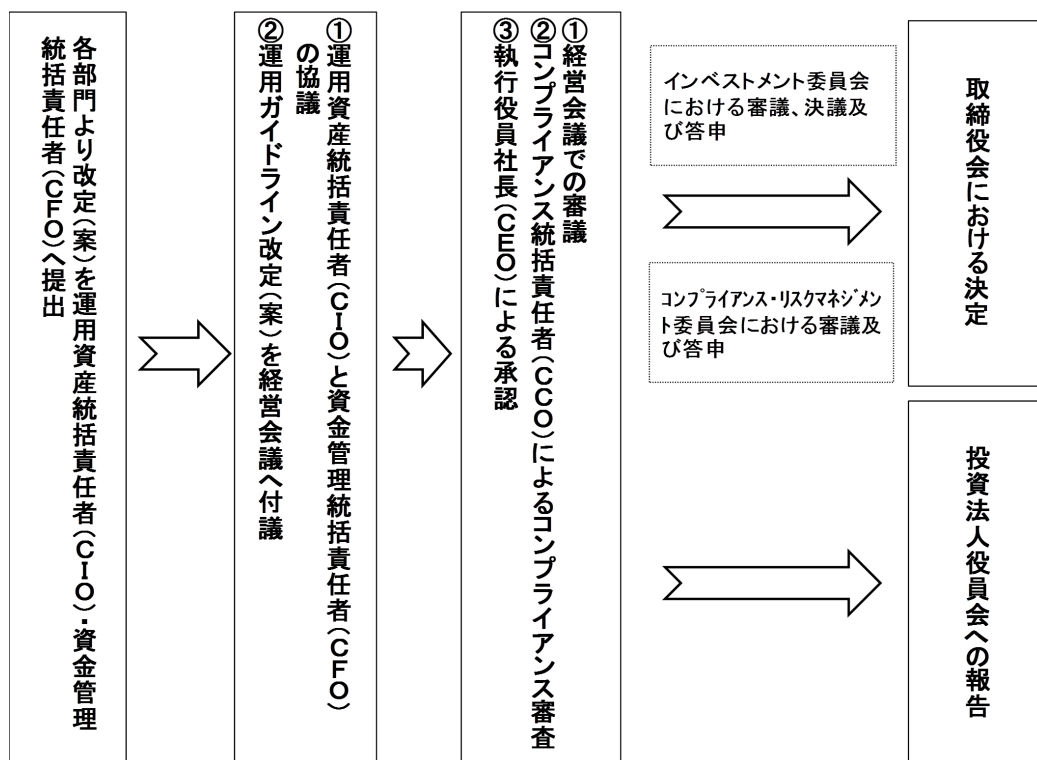 各部門より改定(案)を運用資産統括責任者(CIO)・資金管理
統括責任者(CFO)へ提出
①運用資産統括責任者(CIO)と資金管理統括責任者(CFO)
の協議
②運用ガイドライン改定(案)を経営会議へ付議
①経営会議での審議
②コンプライアンス統括責任者(CCO)によるコンプライアンス審査
③執行役員社長(CEO)による承認
インベストメント委員会
における審議、決議及
び答申
コンプライアンス・リスクマネジメン
ト委員会における審議及
び答申
取締役会における決定
投資法人役員会への報告